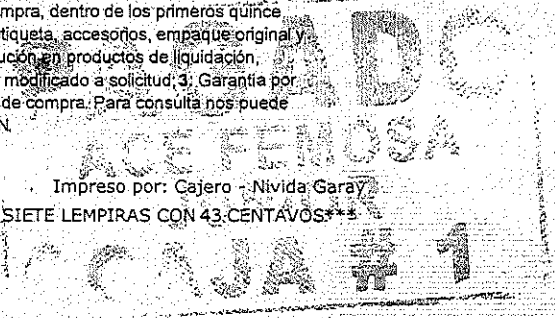 mpra, dentro de los primeros quince
tiqueta, accesorios, empaque original y
ución en productos de liquidación,
modificado a solicitud; 3: Garantia por
de compra. Para consulta nos puede
N.
ACE FEMOSA
Impreso por: Cajero - Nivida Garay
SIETE LEMPIRAS CON 43 CENTAVOS***
CAJA # 1